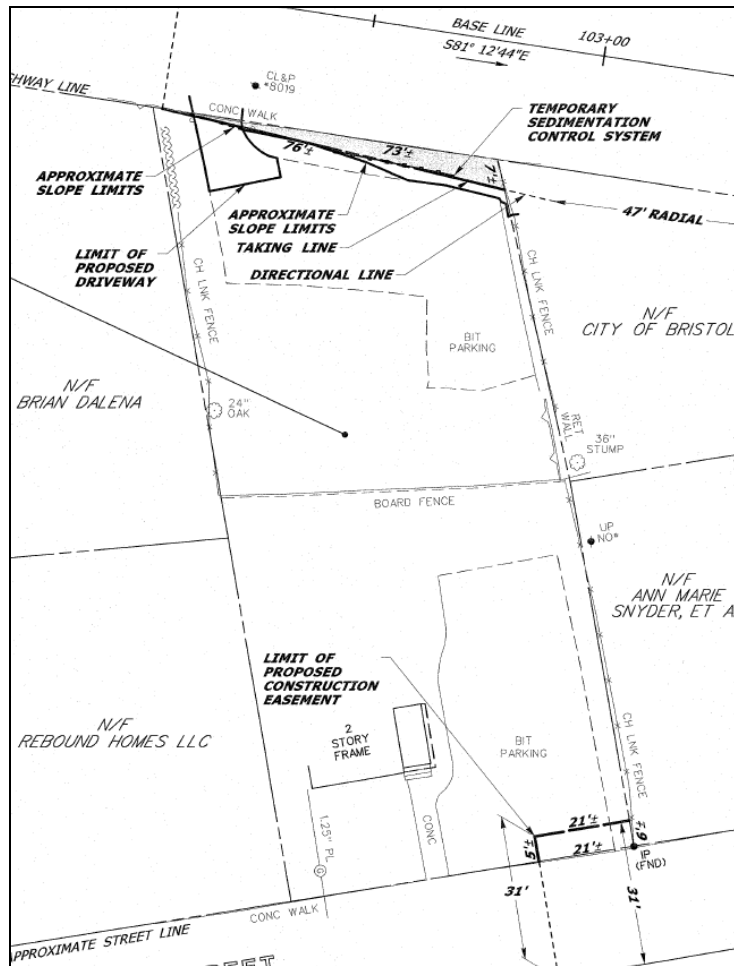 BASE LINE
103+00
S81° 12'44"E
CL&P
*8019
HWAY LINE
CONC WALK
TEMPORARY
SEDIMENTATION
CONTROL SYSTEM
76'±
73'±
7'±
APPROXIMATE
SLOPE LIMITS
APPROXIMATE
SLOPE LIMITS
47' RADIAL
TAKING LINE
LIMIT OF
PROPOSED
DRIVEWAY
DIRECTIONAL LINE
CH LNK FENCE
CH LNK FENCE
N/F
CITY OF BRISTOL
BIT
PARKING
N/F
BRIAN DALENA
24"
OAK
RET
WALL
36"
STUMP
BOARD FENCE
UP
NO*
N/F
ANN MARIE
SNYDER, ET A
LIMIT OF
PROPOSED
CONSTRUCTION
EASEMENT
N/F
REBOUND HOMES LLC
2
STORY
FRAME
BIT
PARKING
CH LNK FENCE
1.25" PL
CONC
21'±
5'±
21'±
6'±
IP
(FND)
G
31'
31'
CONC WALK
APPROXIMATE STREET LINE